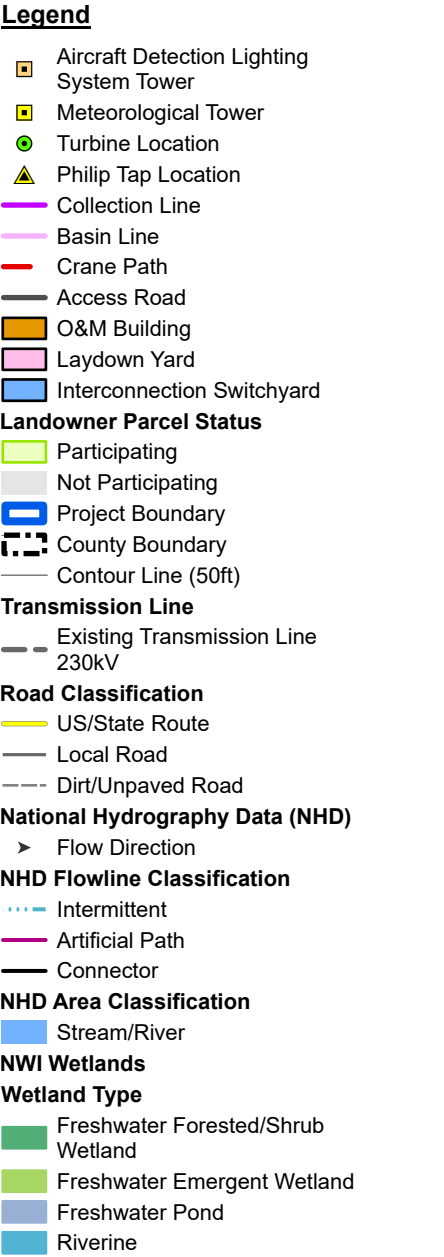 Legend
Aircraft Detection Lighting
System Tower
Meteorological Tower
Turbine Location
Philip Tap Location
Collection Line
Basin Line
Crane Path
Access Road
O&M Building
Laydown Yard
Interconnection Switchyard
Landowner Parcel Status
Participating
Not Participating
Project Boundary
County Boundary
Contour Line (50ft)
Transmission Line
Existing Transmission Line
230kV
Road Classification
US/State Route
Local Road
Dirt/Unpaved Road
National Hydrography Data (NHD)
Flow Direction
NHD Flowline Classification
Intermittent
Artificial Path
Connector
NHD Area Classification
Stream/River
NWI Wetlands
Wetland Type
Freshwater Forested/Shrub
Wetland
Freshwater Emergent Wetland
Freshwater Pond
Riverine